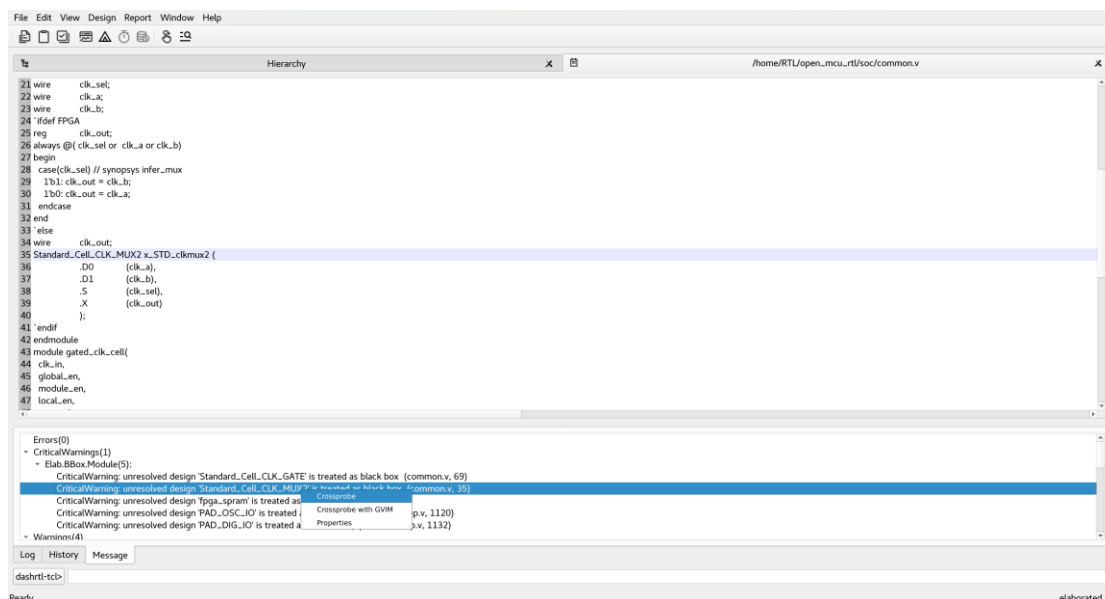 File Edit View Design Report Window Help
Hierarchy
/home/RTL/open_mcu_rtl/soc/common.v
21 wire clk_sel;
22 wire clk_a;
23 wire clk_b;
24 `ifdef FPGA
25 reg clk_out;
26 always @( clk_sel or clk_a or clk_b)
27 begin
28 case(clk_sel) // synopsys infer_mux
29 1'b1: clk_out = clk_b;
30 1'b0: clk_out = clk_a;
31 endcase
32 end
33 `else
34 wire clk_out;
35 Standard_Cell_CLK_MUX2 x_STD_clkmux2 (
36 .D0 (clk_a),
37 .D1 (clk_b),
38 .S (clk_sel),
39 .X (clk_out)
40 );
41 `endif
42 endmodule
43 module gated_clk_cell(
44 clk_in,
45 global_en,
46 module_en,
47 local_en,
Errors(0)
CriticalWarnings(1)
Elab.BBox.Module(5):
CriticalWarning: unresolved design 'Standard_Cell_CLK_GATE' is treated as black box (common.v, 69)
CriticalWarning: unresolved design 'Standard_Cell_CLK_MUX2' is treated as black box (common.v, 35)
Crossprobe
CriticalWarning: unresolved design 'fpga_spram' is treated as
Crossprobe with GVIM
CriticalWarning: unresolved design 'PAD_OSC_IO' is treated p.v, 1120)
Properties
CriticalWarning: unresolved design 'PAD_DIG_IO' is treated p.v, 1132)
Warnings(4)
Log History Message
dashrtl-tcl>
Ready elaborated